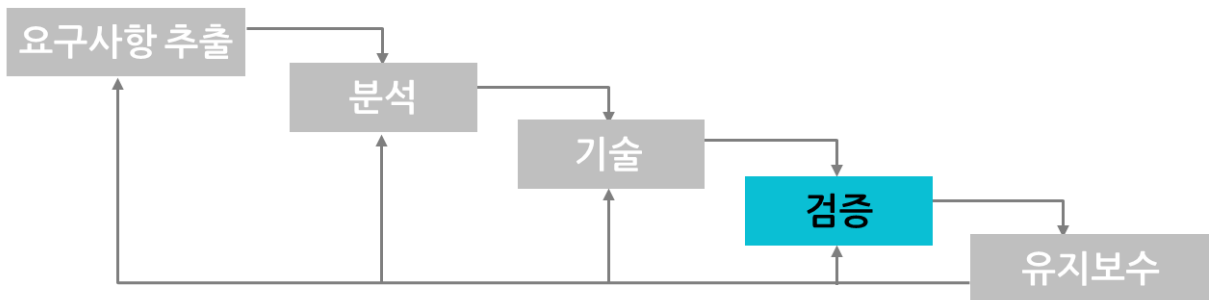 요구사항 추출
분석
기술
검증
유지보수